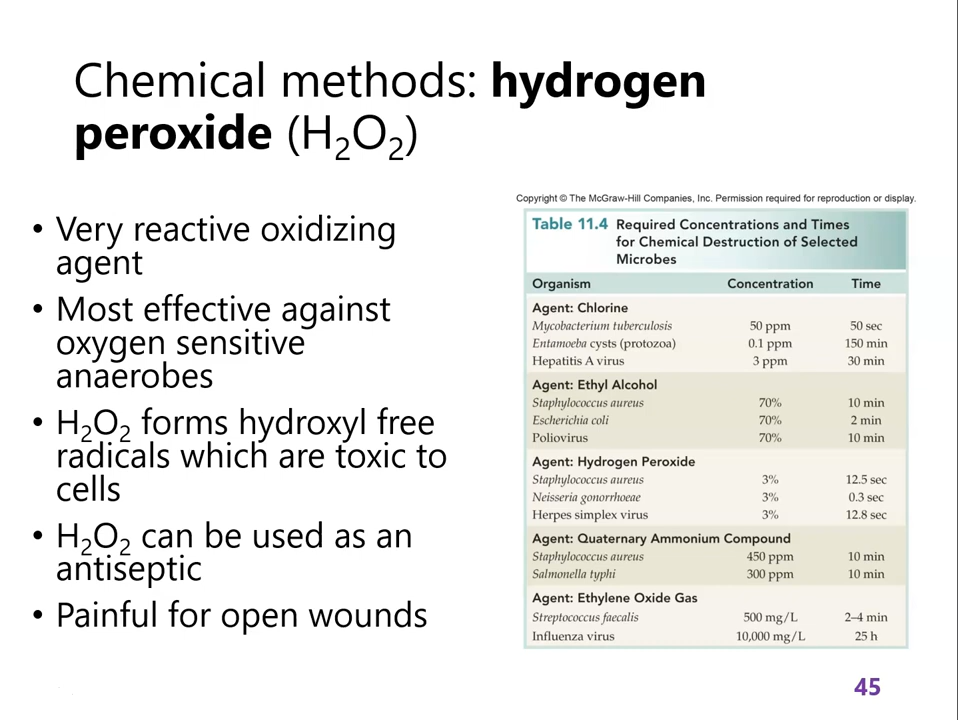 Chemical methods: hydrogen
peroxide (H₂O₂)
• Very reactive oxidizing
agent
• Most effective against
oxygen sensitive
anaerobes
• H₂O₂ forms hydroxyl free
radicals which are toxic to
cells
• H₂O₂ can be used as an
antiseptic
• Painful for open wounds
Copyright © The McGraw-Hill Companies, Inc. Permission required for reproduction or display.
Table 11.4 Required Concentrations and Times
for Chemical Destruction of Selected
Microbes
Organism Concentration Time
Agent: Chlorine
Mycobacterium tuberculosis 50 ppm 50 sec
Entamoeba cysts (protozoa) 0.1 ppm 150 min
Hepatitis A virus 3 ppm 30 min
Agent: Ethyl Alcohol
Staphylococcus aureus 70% 10 min
Escherichia coli 70% 2 min
Poliovirus 70% 10 min
Agent: Hydrogen Peroxide
Staphylococcus aureus 3% 12.5 sec
Neisseria gonorrhoeae 3% 0.3 sec
Herpes simplex virus 3% 12.8 sec
Agent: Quaternary Ammonium Compound
Staphylococcus aureus 450 ppm 10 min
Salmonella typhi 300 ppm 10 min
Agent: Ethylene Oxide Gas
Streptococcus faecalis 500 mg/L 2–4 min
Influenza virus 10,000 mg/L 25 h
45